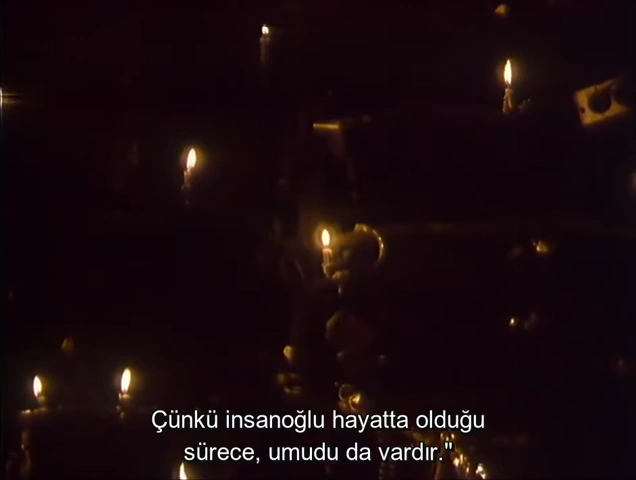 Çünkü insanoğlu hayatta olduğu
sürece, umudu da vardır."